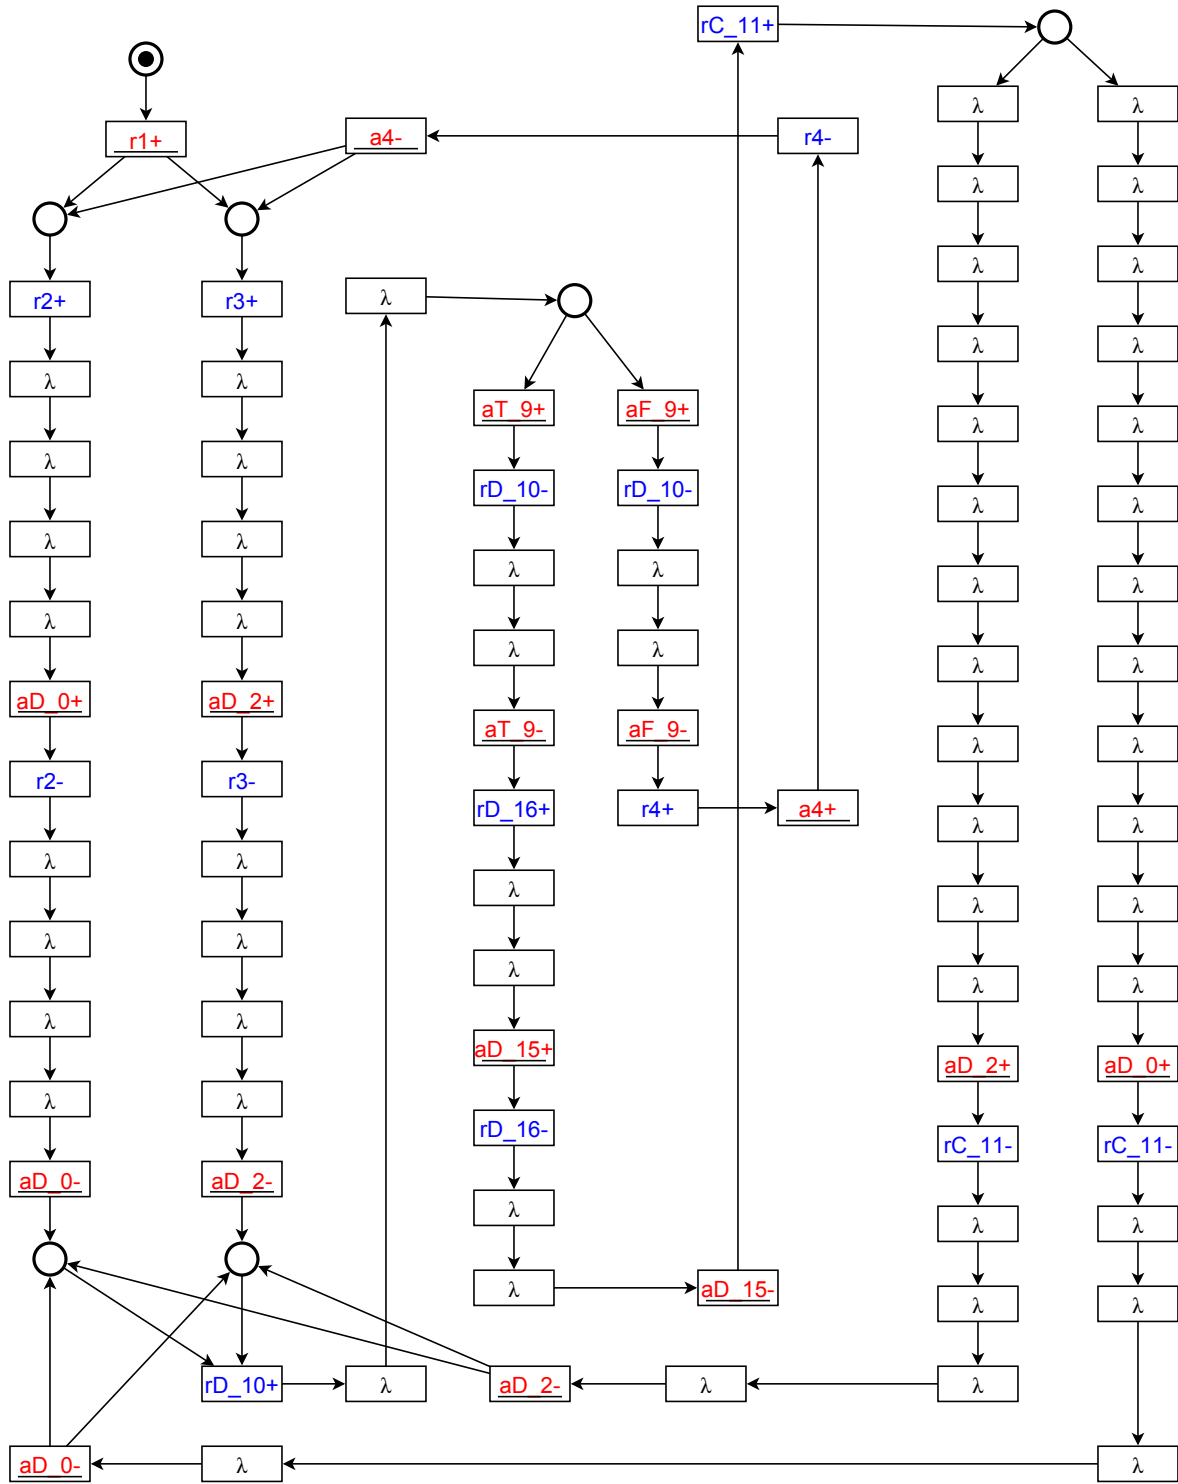 rC_11+
λ
λ
r1+
a4-
r4-
λ
λ
λ
λ
r2+
r3+
λ
λ
λ
λ
λ
aT_9+
aF_9+
λ
λ
λ
λ
rD_10-
rD_10-
λ
λ
λ
λ
λ
λ
λ
λ
λ
λ
λ
λ
λ
λ
aD_0+
aD_2+
aT_9-
aF_9-
λ
λ
r2-
r3-
rD_16+
r4+
a4+
λ
λ
λ
λ
λ
λ
λ
λ
λ
λ
λ
λ
λ
λ
aD_15+
aD_2+
aD_0+
λ
λ
rD_16-
rC_11-
rC_11-
aD_0-
aD_2-
λ
λ
λ
λ
aD_15-
λ
λ
rD_10+
λ
aD_2-
λ
λ
aD_0-
λ
λ